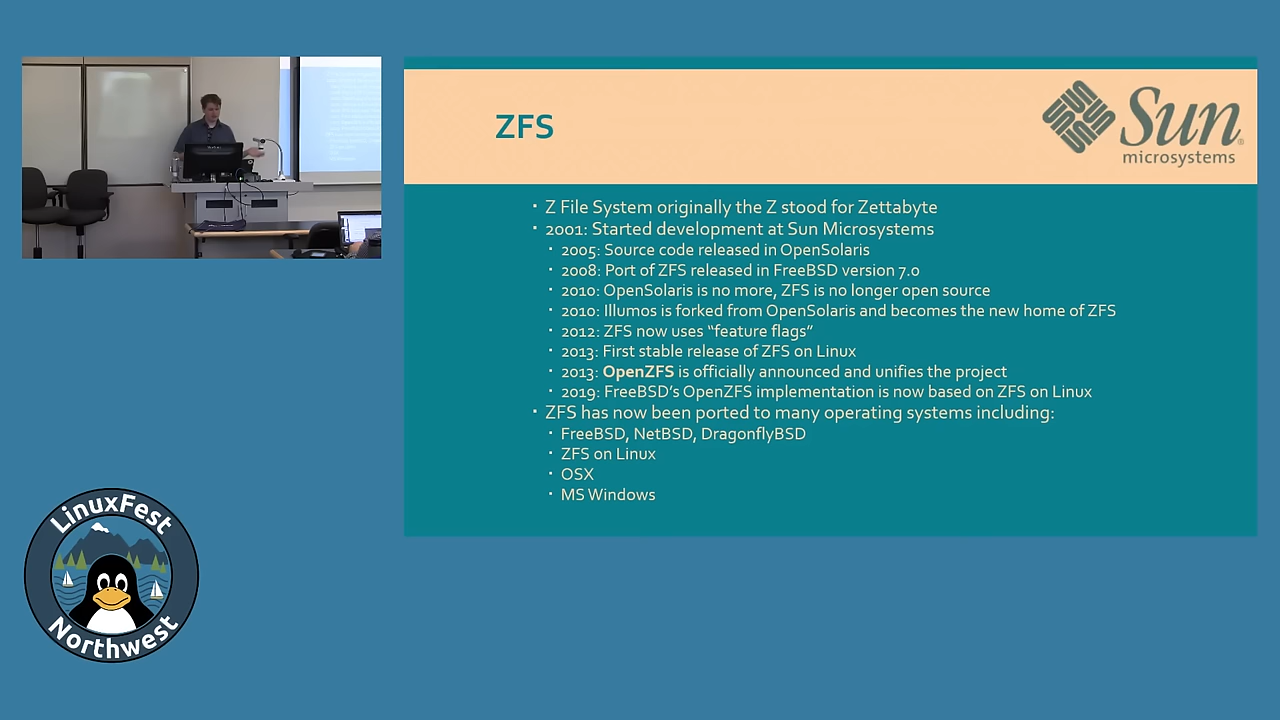 ZFS
Sun
microsystems
· Z File System originally the Z stood for Zettabyte
· 2001: Started development at Sun Microsystems
· 2005: Source code released in OpenSolaris
· 2008: Port of ZFS released in FreeBSD version 7.0
· 2010: OpenSolaris is no more, ZFS is no longer open source
· 2010: Illumos is forked from OpenSolaris and becomes the new home of ZFS
· 2012: ZFS now uses “feature flags”
· 2013: First stable release of ZFS on Linux
· 2013: OpenZFS is officially announced and unifies the project
· 2019: FreeBSD’s OpenZFS implementation is now based on ZFS on Linux
· ZFS has now been ported to many operating systems including:
· FreeBSD, NetBSD, DragonflyBSD
· ZFS on Linux
· OSX
· MS Windows
LinuxFest
Northwest